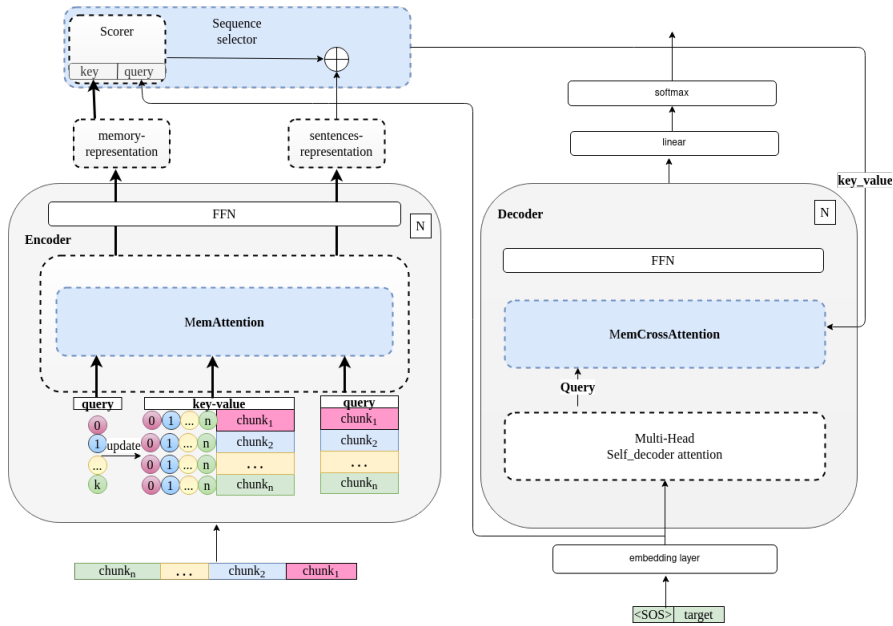 Scorer
Sequence
selector
key
query
memory-
representation
sentences-
representation
softmax
linear
key_value
FFN
N
Encoder
MemAttention
query
key-value
query
0
1
...
k
update
0 1 ... n chunk1
0 1 ... n chunk2
0 1 ... n ...
0 1 ... n chunkn
chunk1
chunk2
...
chunkn
chunkn ... chunk2 chunk1
Decoder
N
FFN
MemCrossAttention
Query
Multi-Head
Self_decoder attention
embedding layer
<SOS> target